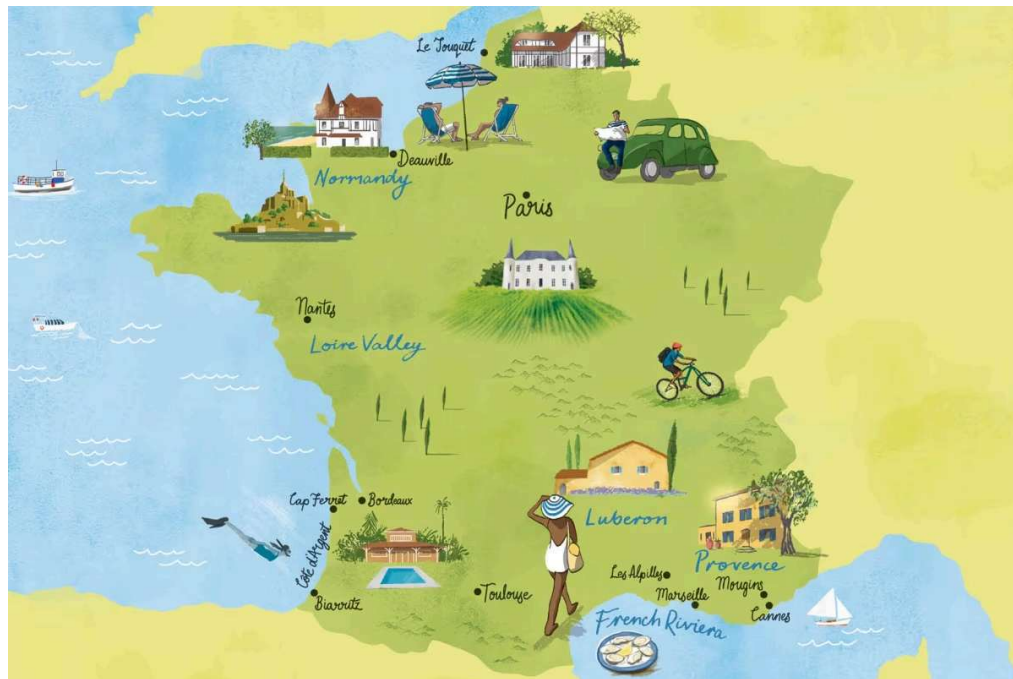 Le Touquet
Deauville
Normandy
Paris
Nantes
Loire Valley
Cap Ferret
Bordeaux
Côte d'Argent
Luberon
Provence
Les Alpilles
Mougins
Biarritz
Toulouse
Marseille
Cannes
French Riviera